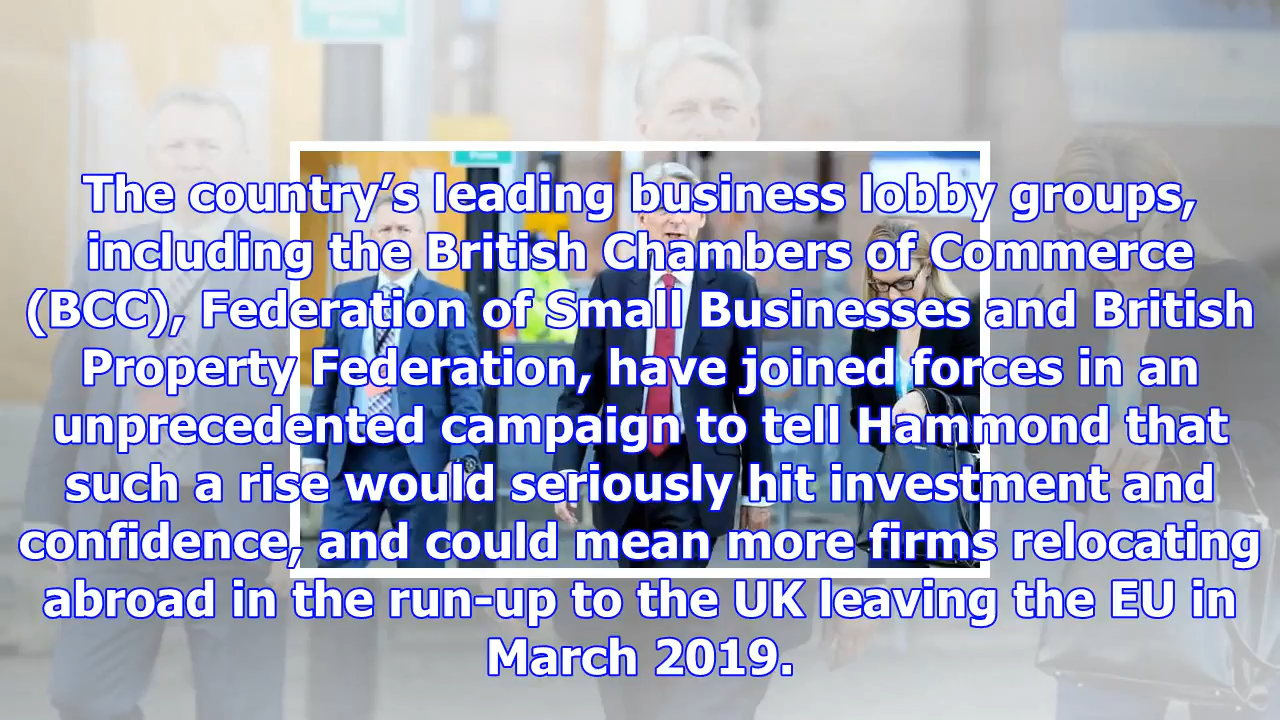 The country’s leading business lobby groups,
including the British Chambers of Commerce
(BCC), Federation of Small Businesses and British
Property Federation, have joined forces in an
unprecedented campaign to tell Hammond that
such a rise would seriously hit investment and
confidence, and could mean more firms relocating
abroad in the run-up to the UK leaving the EU in
March 2019.